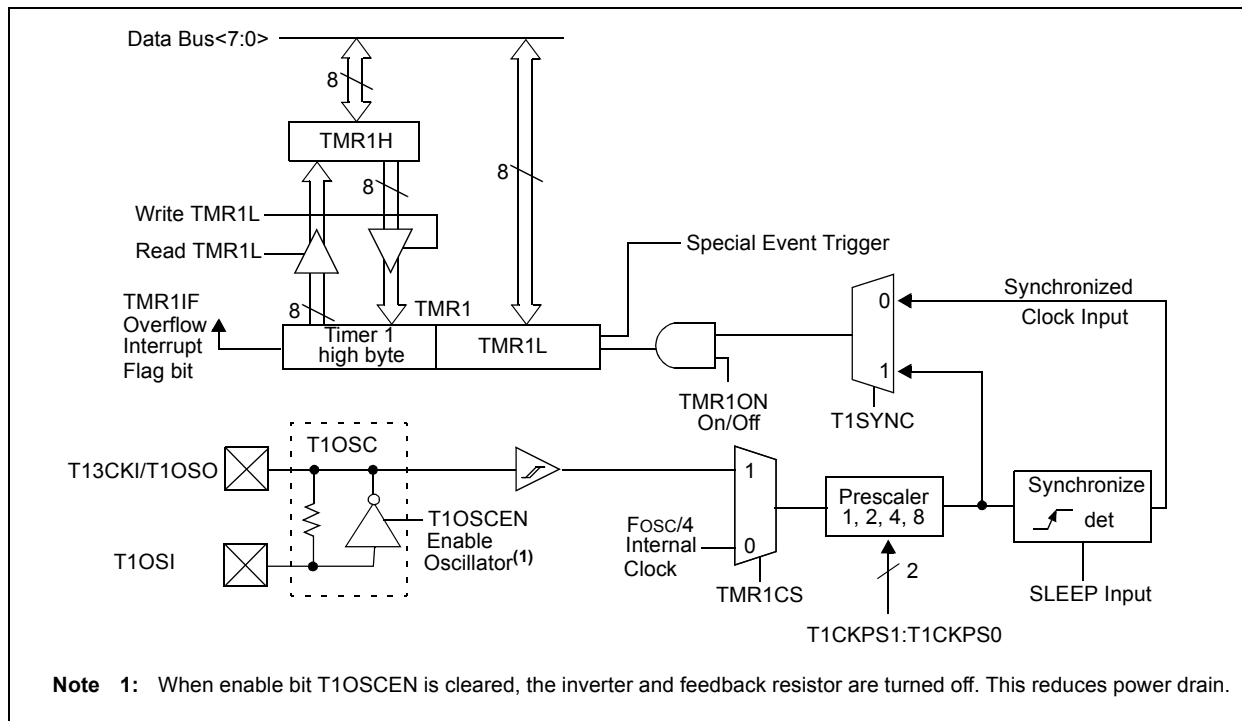 Data Bus<7:0>
8
TMR1H
8
8
Write TMR1L
Read TMR1L
Special Event Trigger
TMR1IF
Overflow
Interrupt
Flag bit
8
TMR1
Timer 1
high byte
TMR1L
0
1
Synchronized
Clock Input
TMR1ON
On/Off
T1SYNC
T1OSC
T13CKI/T1OSO
T1OSI
T1OSCEN
Enable
Oscillator(1)
FOSC/4
Internal
Clock
1
0
TMR1CS
Prescaler
1, 2, 4, 8
2
T1CKPS1:T1CKPS0
Synchronize
det
SLEEP Input
Note 1: When enable bit T1OSCEN is cleared, the inverter and feedback resistor are turned off. This reduces power drain.